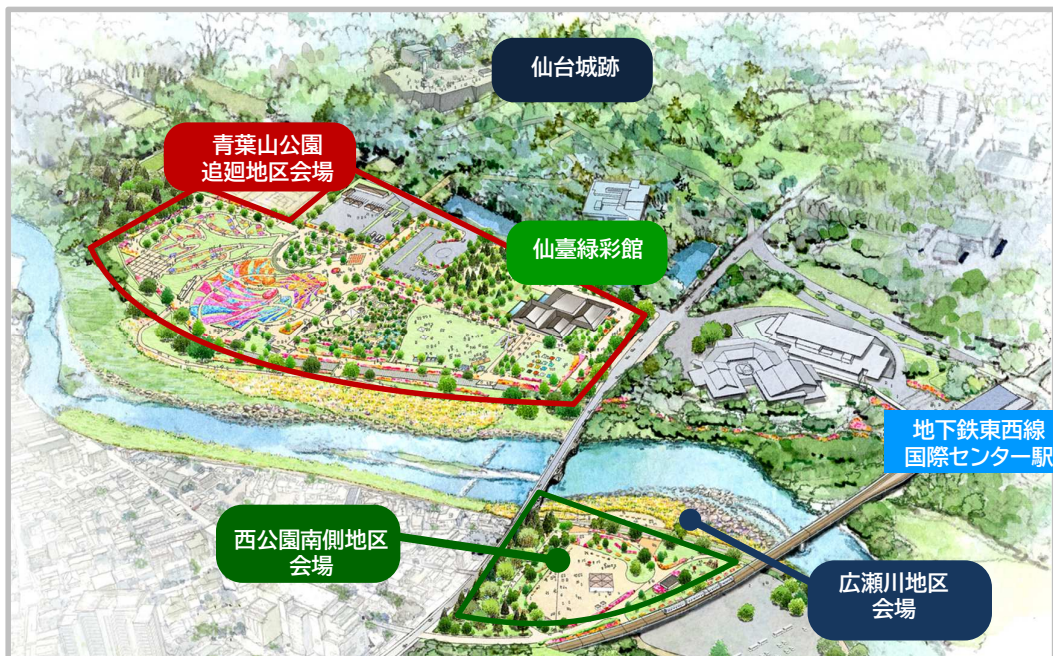 仙台城跡
青葉山公園
追廻地区会場
仙臺緑彩館
地下鉄東西線
国際センター駅
西公園南側地区
会場
広瀬川地区
会場